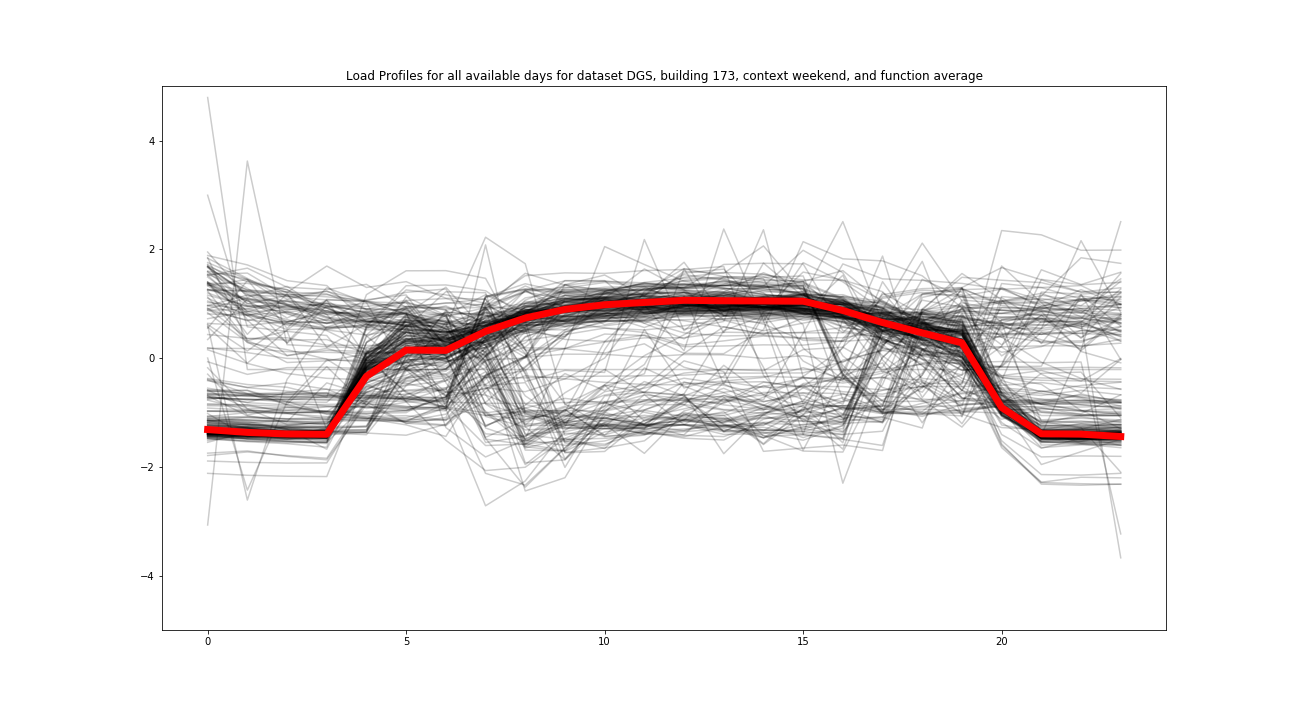 Load Profiles for all available days for dataset DGS, building 173, context weekend, and function average
4
2
0
−2
−4
0 5 10 15 20